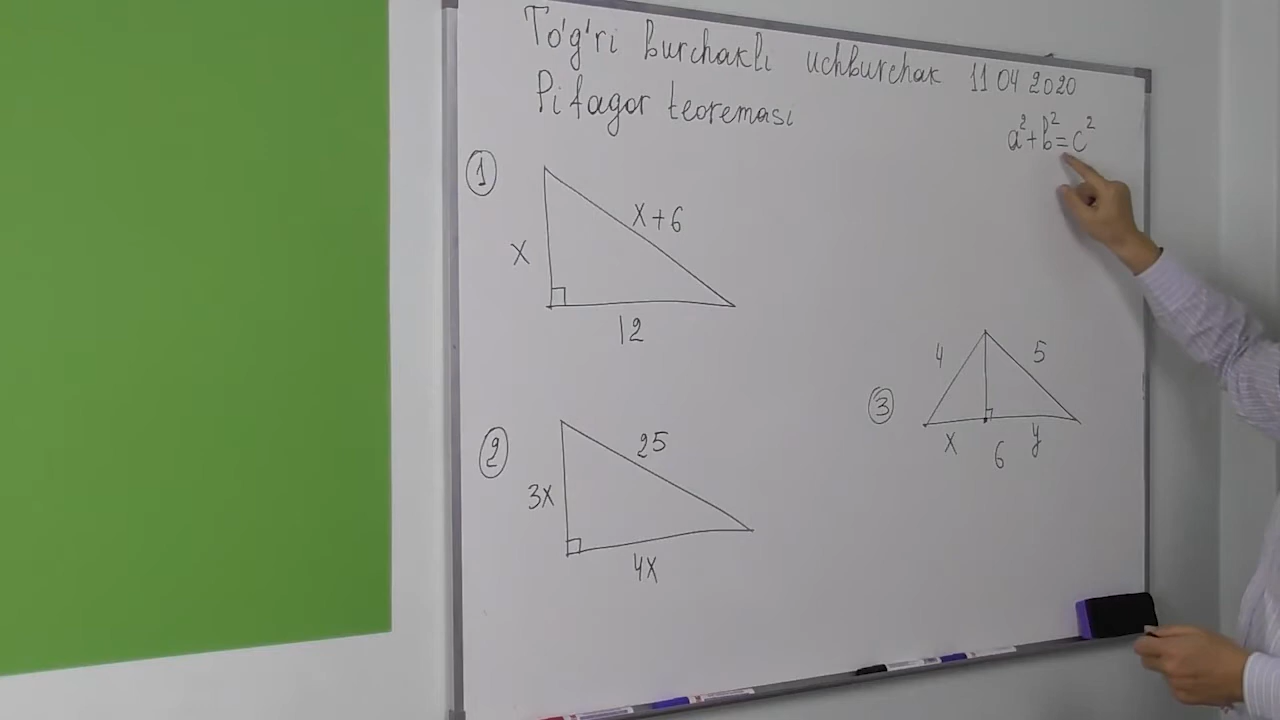 To'g'ri burchakli uchburchak 11 04 2020
Pifagor teoremasi
a²+b²=c²
①
x
x+6
12
②
25
3x
4x
③
4
5
x
6
y